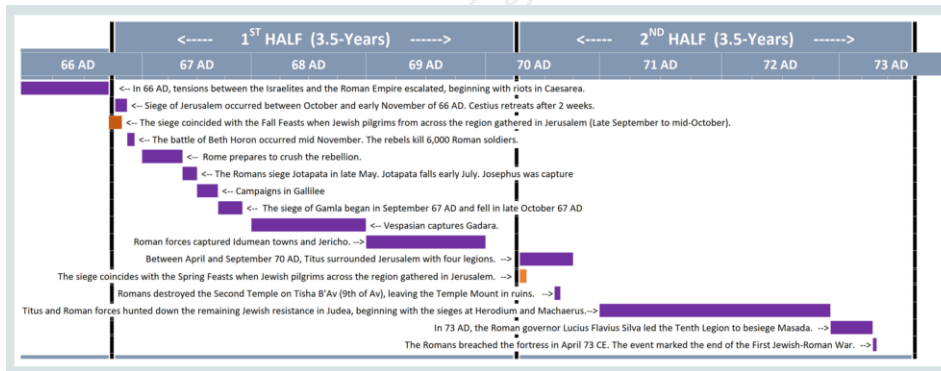 <----- 1ST HALF (3.5-Years) ----->
<----- 2ND HALF (3.5-Years) ----->
66 AD 67 AD 68 AD 69 AD 70 AD 71 AD 72 AD 73 AD
<-- In 66 AD, tensions between the Israelites and the Roman Empire escalated, beginning with riots in Caesarea.
<-- Siege of Jerusalem occurred between October and early November of 66 AD. Cestius retreats after 2 weeks.
<-- The siege coincided with the Fall Feasts when Jewish pilgrims from across the region gathered in Jerusalem (Late September to mid-October).
<-- The battle of Beth Horon occurred mid November. The rebels kill 6,000 Roman soldiers.
<-- Rome prepares to crush the rebellion.
<-- The Romans siege Jotapata in late May. Jotapata falls early July. Josephus was capture
<-- Campaigns in Gallilee
<-- The siege of Gamla began in September 67 AD and fell in late October 67 AD
<-- Vespasian captures Gadara.
Roman forces captured Idumean towns and Jericho. -->
Between April and September 70 AD, Titus surrounded Jerusalem with four legions. -->
The siege coincides with the Spring Feasts when Jewish pilgrims across the region gathered in Jerusalem. -->
Romans destroyed the Second Temple on Tisha B'Av (9th of Av), leaving the Temple Mount in ruins. -->
Titus and Roman forces hunted down the remaining Jewish resistance in Judea, beginning with the sieges at Herodium and Machaerus.-->
In 73 AD, the Roman governor Lucius Flavius Silva led the Tenth Legion to besiege Masada. -->
The Romans breached the fortress in April 73 CE. The event marked the end of the First Jewish-Roman War. -->